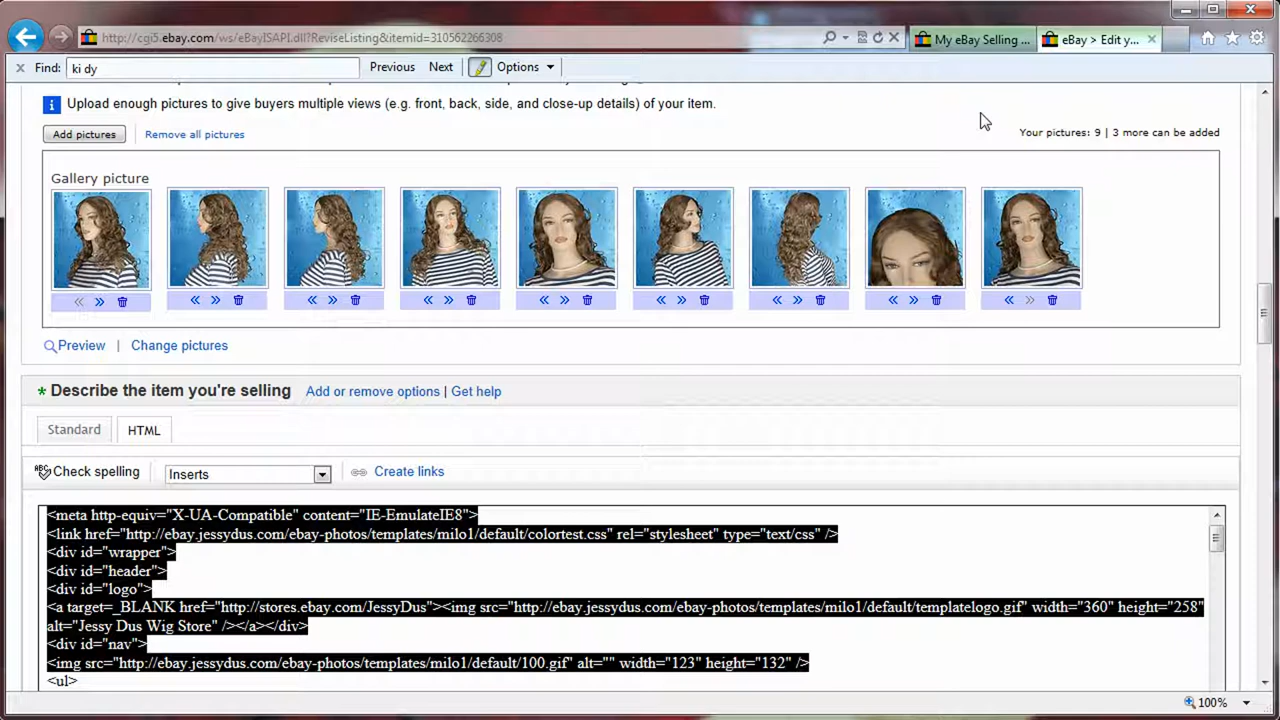 http://cgi5.ebay.com/ws/eBayISAPI.dll?ReviseListing&itemid=310562266308
My eBay Selling ...
eBay > Edit y...
Find: ki dy
Previous Next Options
Upload enough pictures to give buyers multiple views (e.g. front, back, side, and close-up details) of your item.
Add pictures Remove all pictures Your pictures: 9 | 3 more can be added
Gallery picture
Preview | Change pictures
* Describe the item you're selling Add or remove options | Get help
Standard HTML
ABC Check spelling Inserts Create links
<meta http-equiv="X-UA-Compatible" content="IE-EmulateIE8">
<link href="http://ebay.jessydus.com/ebay-photos/templates/milo1/default/colortest.css" rel="stylesheet" type="text/css" />
<div id="wrapper">
<div id="header">
<div id="logo">
<a target=_BLANK href="http://stores.ebay.com/JessyDus"><img src="http://ebay.jessydus.com/ebay-photos/templates/milo1/default/templatelogo.gif" width="360" height="258"
alt="Jessy Dus Wig Store" /></a></div>
<div id="nav">
<img src="http://ebay.jessydus.com/ebay-photos/templates/milo1/default/100.gif" alt="" width="123" height="132" />
<ul>
100%